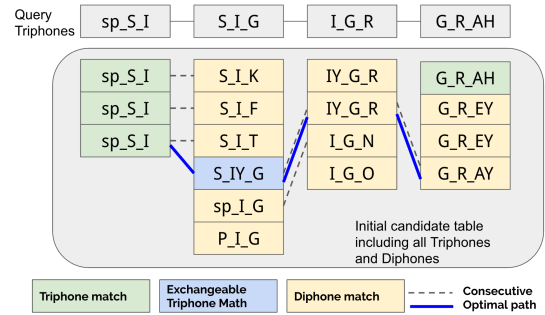 Query
Triphones
sp_S_I S_I_G I_G_R G_R_AH
sp_S_I S_I_K IY_G_R G_R_AH
sp_S_I S_I_F IY_G_R G_R_EY
sp_S_I S_I_T I_G_N G_R_EY
S_IY_G I_G_O G_R_AY
sp_I_G
P_I_G
Initial candidate table
including all Triphones
and Diphones
Triphone match
Exchangeable
Triphone Math
Diphone match
Consecutive
Optimal path